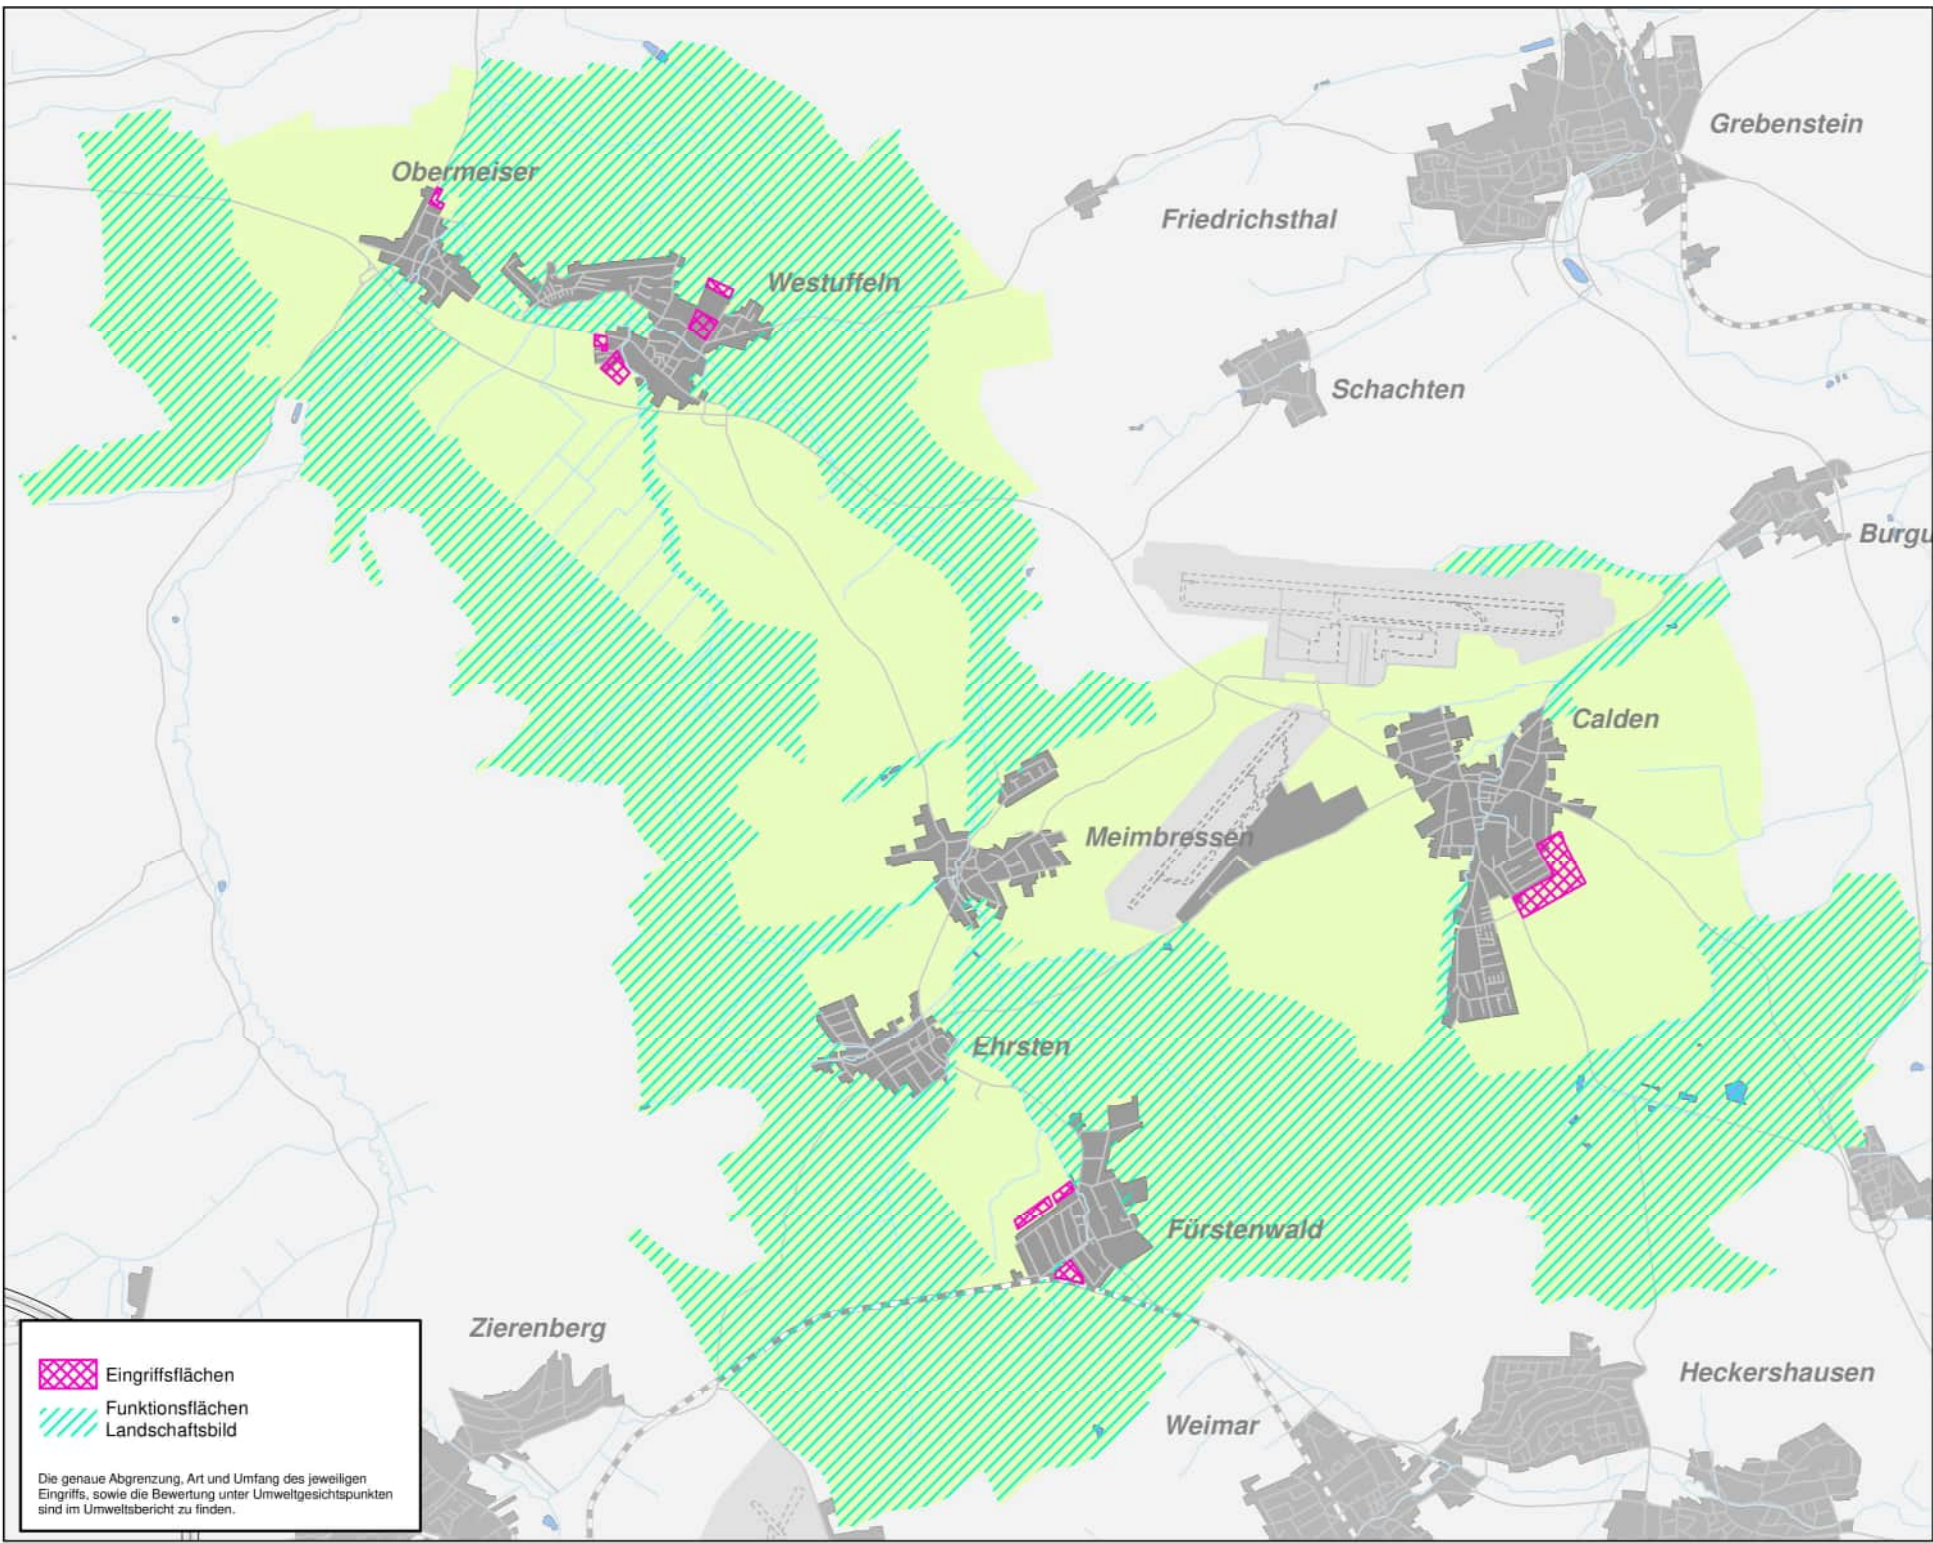 Grebenstein
Obermeiser
Friedrichsthal
Westuffeln
Schachten
Burgu
Calden
Meimbressen
Ehrsten
Fürstenwald
Zierenberg
Heckershausen
Weimar
Eingriffsflächen
Funktionsflächen
Landschaftsbild
Die genaue Abgrenzung, Art und Umfang des jeweiligen
Eingriffs, sowie die Bewertung unter Umweltgesichtspunkten
sind im Umweltsbericht zu finden.